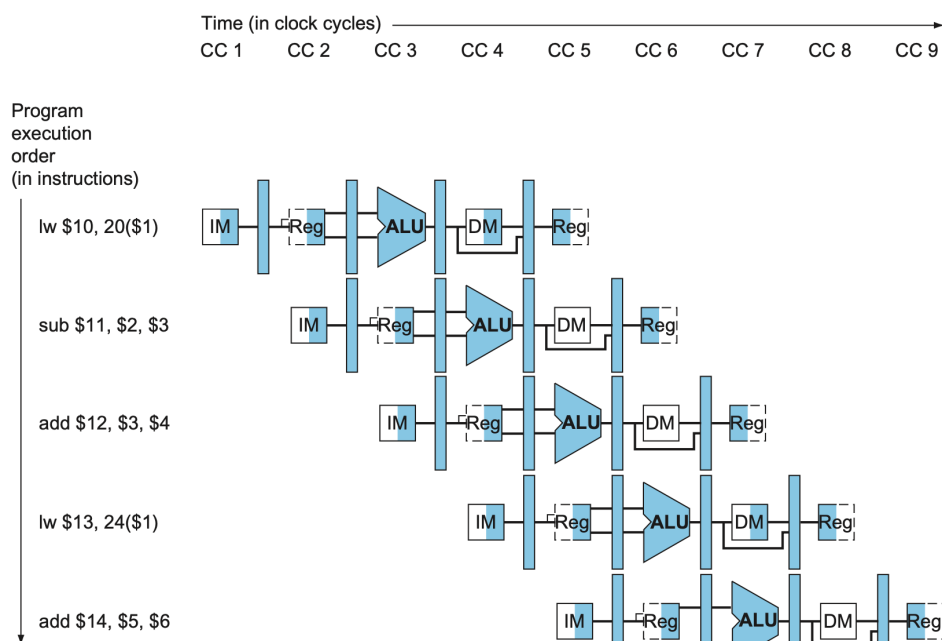 Time (in clock cycles)
CC 1 CC 2 CC 3 CC 4 CC 5 CC 6 CC 7 CC 8 CC 9
Program
execution
order
(in instructions)
lw $10, 20($1) IM Reg ALU DM Reg
sub $11, $2, $3 IM Reg ALU DM Reg
add $12, $3, $4 IM Reg ALU DM Reg
lw $13, 24($1) IM Reg ALU DM Reg
add $14, $5, $6 IM Reg ALU DM Reg